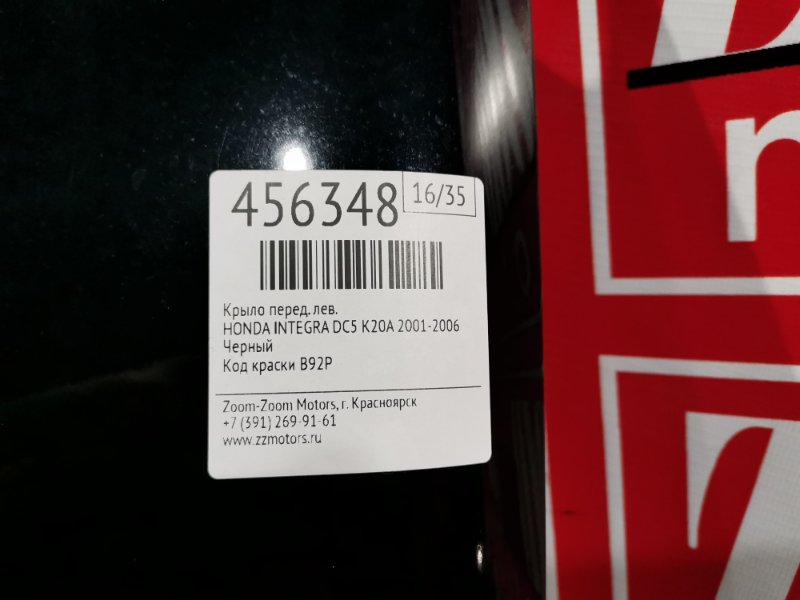 456348
16/35
Крыло перед. лев.
HONDA INTEGRA DC5 K20A 2001-2006
Черный
Код краски B92P
Zoom-Zoom Motors, г. Красноярск
+7 (391) 269-91-61
www.zzmotors.ru